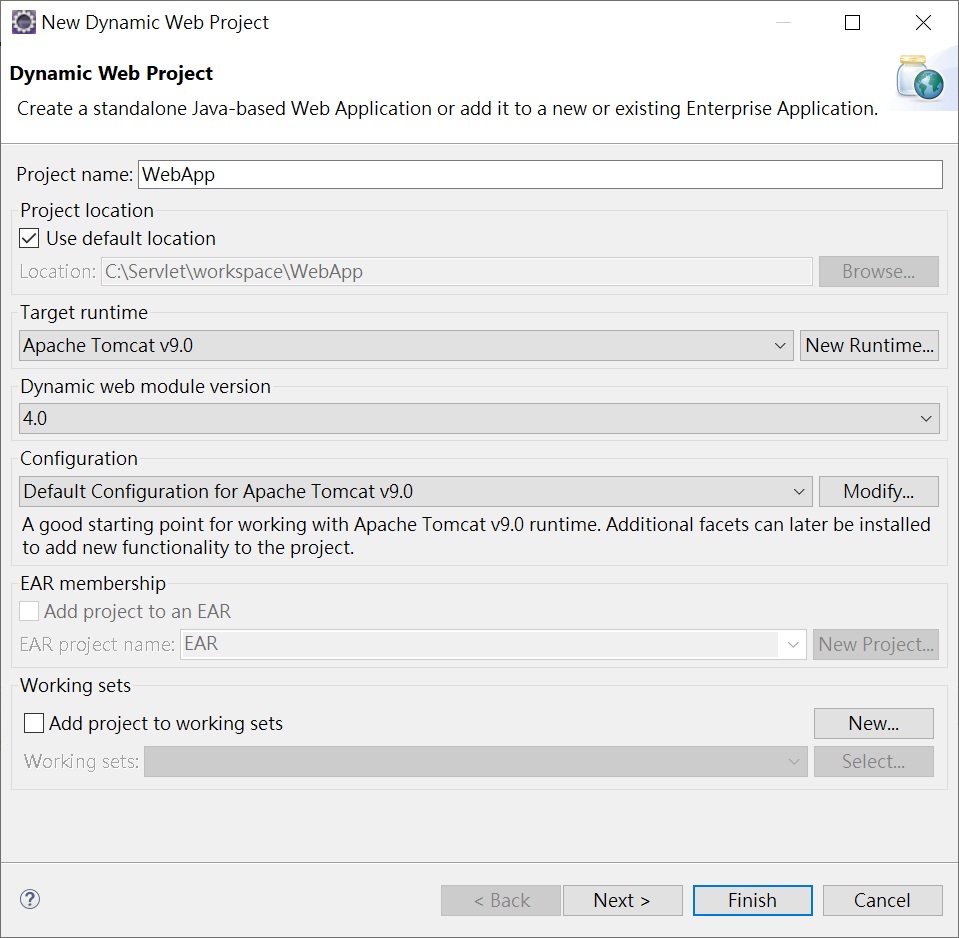 New Dynamic Web Project
Dynamic Web Project
Create a standalone Java-based Web Application or add it to a new or existing Enterprise Application.
Project name: WebApp
Project location
Use default location
Location: C:\Servlet\workspace\WebApp Browse...
Target runtime
Apache Tomcat v9.0 New Runtime...
Dynamic web module version
4.0
Configuration
Default Configuration for Apache Tomcat v9.0 Modify...
A good starting point for working with Apache Tomcat v9.0 runtime. Additional facets can later be installed
to add new functionality to the project.
EAR membership
Add project to an EAR
EAR project name: EAR New Project...
Working sets
Add project to working sets New...
Working sets: Select...
? < Back Next > Finish Cancel